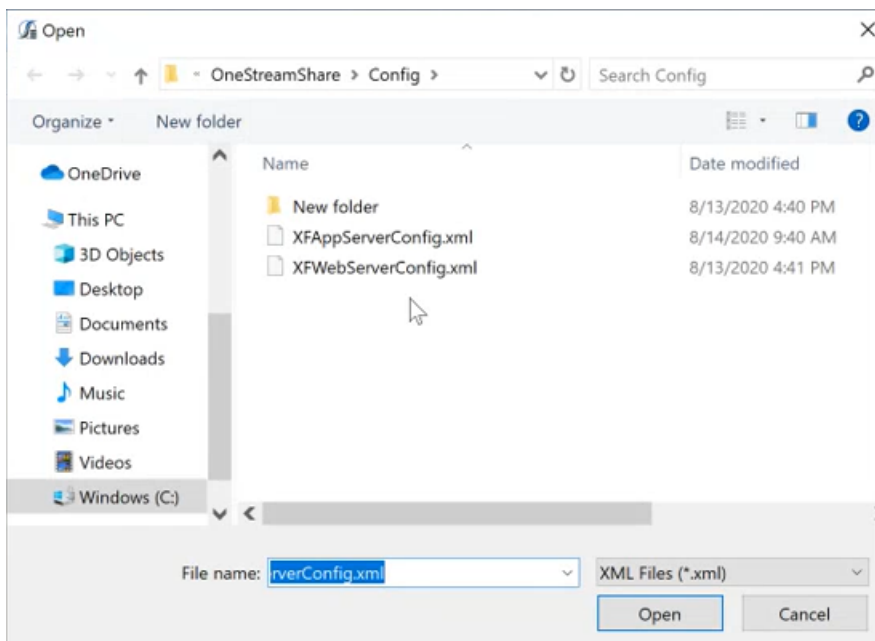 Open
OneStreamShare > Config >
Search Config
Organize
New folder
Name
Date modified
OneDrive
This PC
3D Objects
Desktop
Documents
Downloads
Music
Pictures
Videos
Windows (C:)
New folder 8/13/2020 4:40 PM
XFAppServerConfig.xml 8/14/2020 9:40 AM
XFWebServerConfig.xml 8/13/2020 4:41 PM
File name: rverConfig.xml
XML Files (*.xml)
Open
Cancel